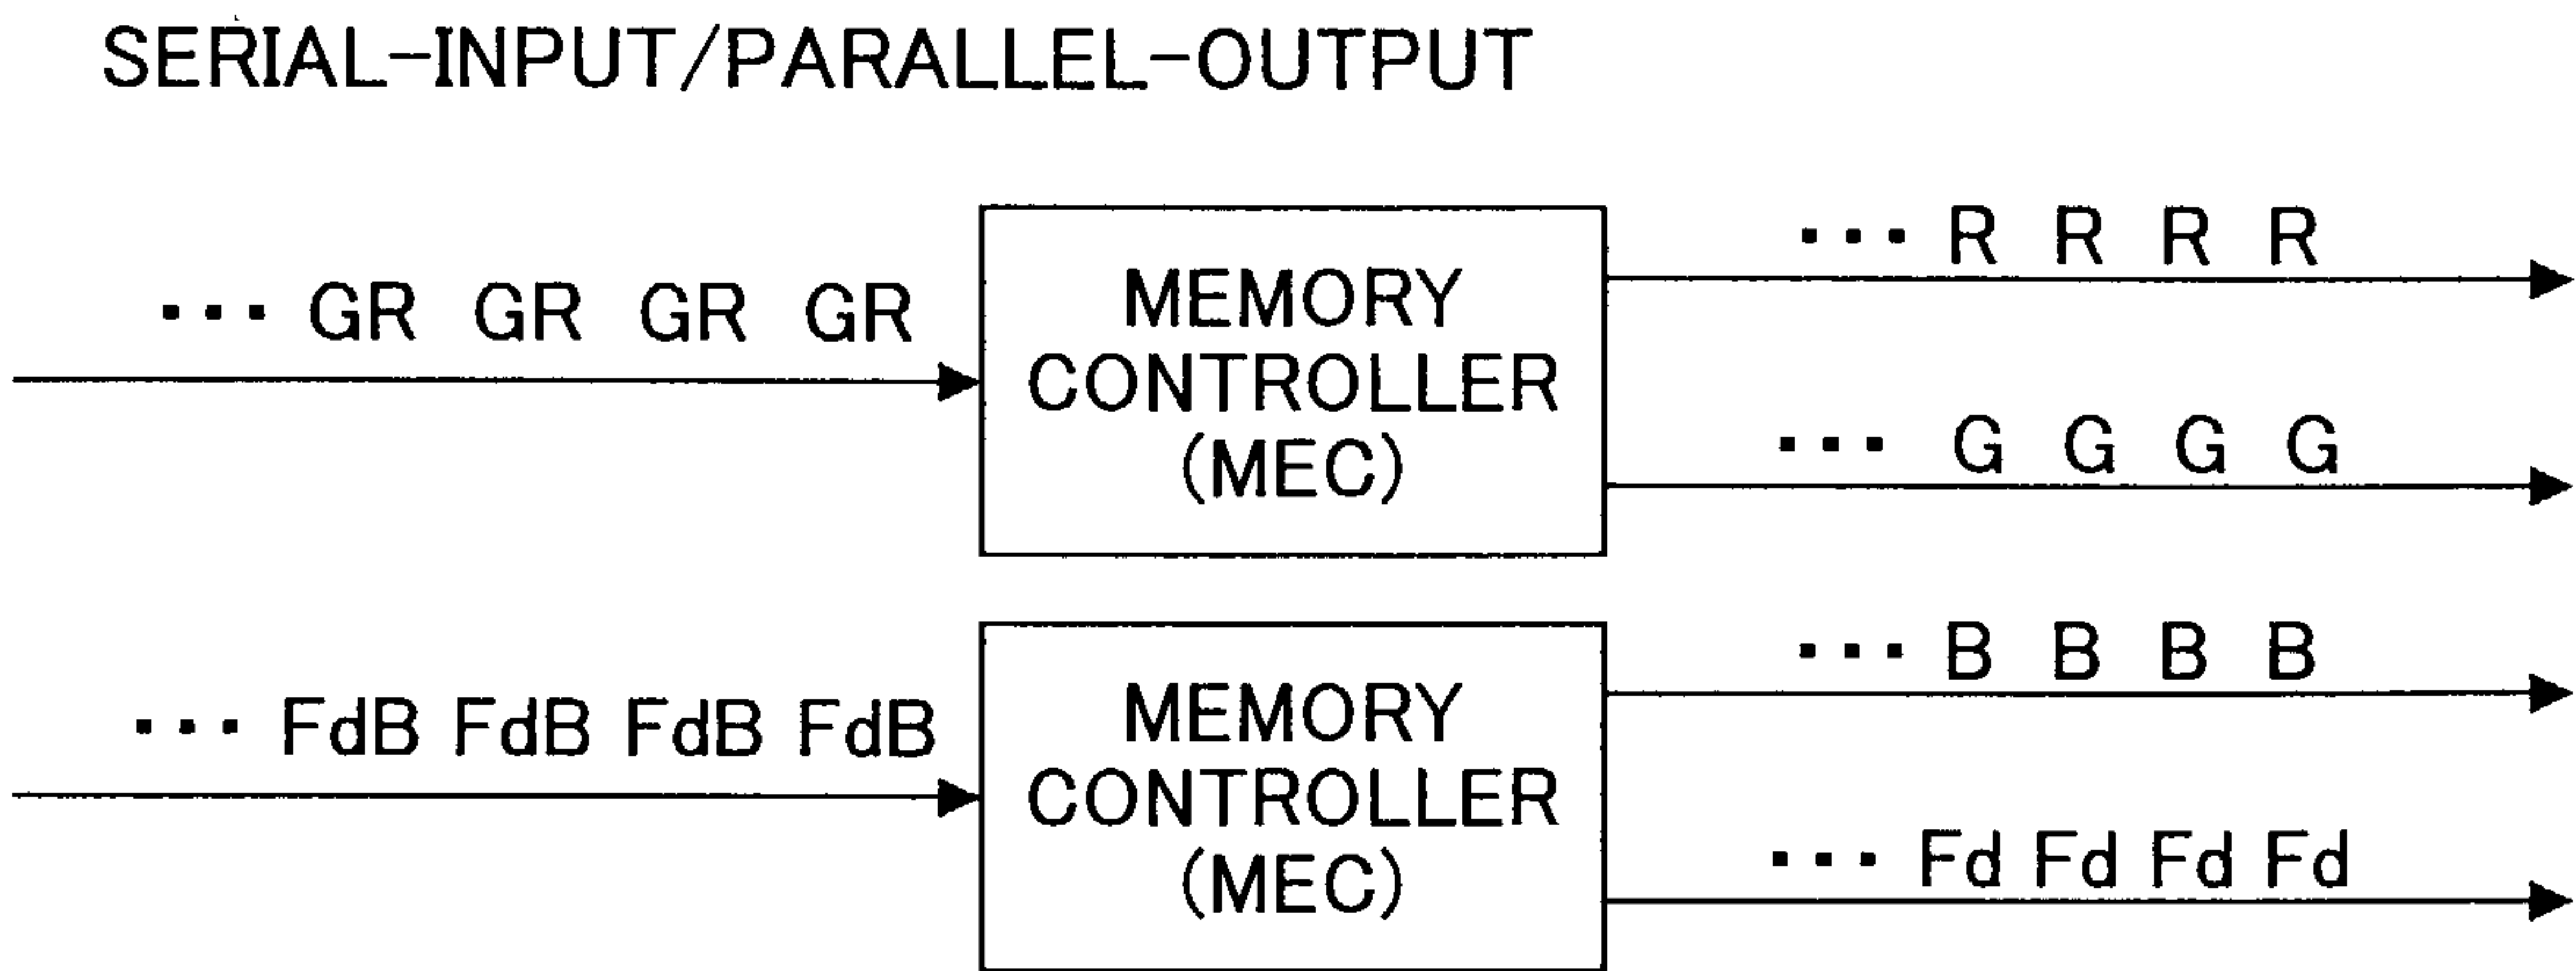 SERIAL-INPUT/PARALLEL-OUTPUT
··· GR GR GR GR
MEMORY
CONTROLLER
(MEC)
··· R R R R
··· G G G G
··· FdB FdB FdB FdB
MEMORY
CONTROLLER
(MEC)
··· B B B B
··· Fd Fd Fd Fd